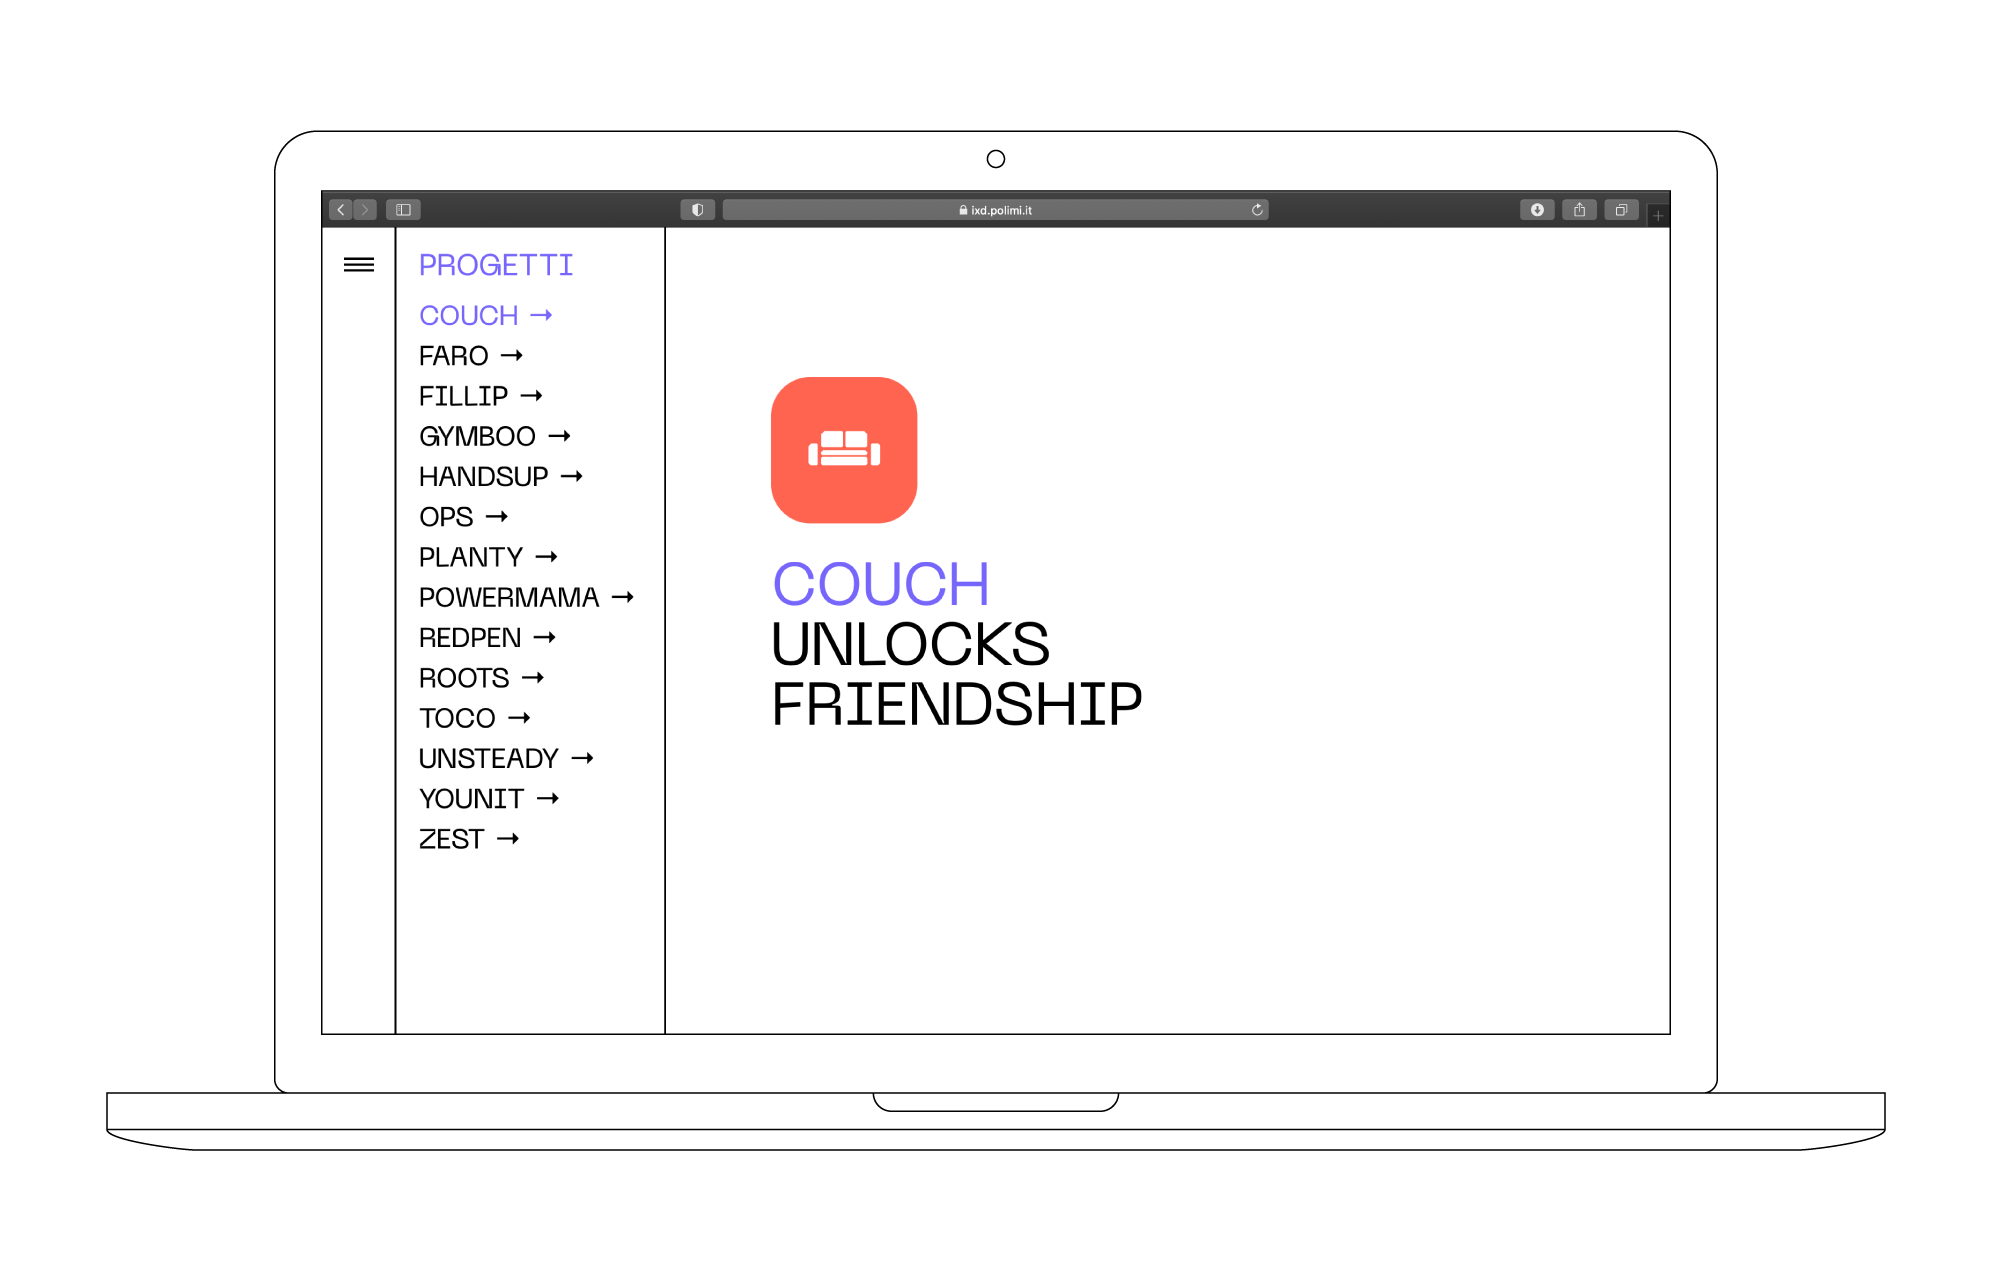 ixd.polimi.it
PROGETTI
COUCH →
FARO →
FILLIP →
GYMBOO →
HANDSUP →
OPS →
PLANTY →
POWERMAMA →
REDPEN →
ROOTS →
TOCO →
UNSTEADY →
YOUNIT →
ZEST →
COUCH
UNLOCKS
FRIENDSHIP